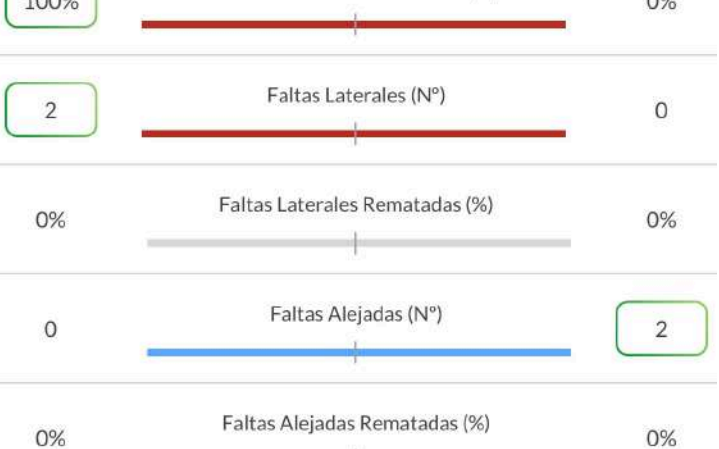 100% 0%
2 Faltas Laterales (Nº) 0
0% Faltas Laterales Rematadas (%) 0%
0 Faltas Alejadas (Nº) 2
0% Faltas Alejadas Rematadas (%) 0%